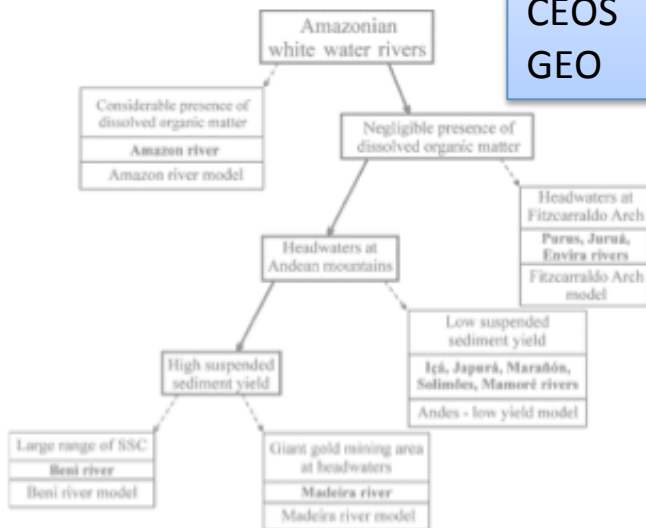 CEOS
GEO
Amazonian
white water rivers
Considerable presence of
dissolved organic matter
Amazon river
Amazon river model
Negligible presence of
dissolved organic matter
Headwaters at
Fitzcarraldo Arch
Purus, Juruá,
Envira rivers
Fitzcarraldo Arch
model
Headwaters at
Andean mountains
Low suspended
sediment yield
Içá, Japurá, Marañón,
Solimões, Mamoré rivers
Andes - low yield model
High suspended
sediment yield
Large range of SSC
Beni river
Beni river model
Giant gold mining area
at headwaters
Madeira river
Madeira river model